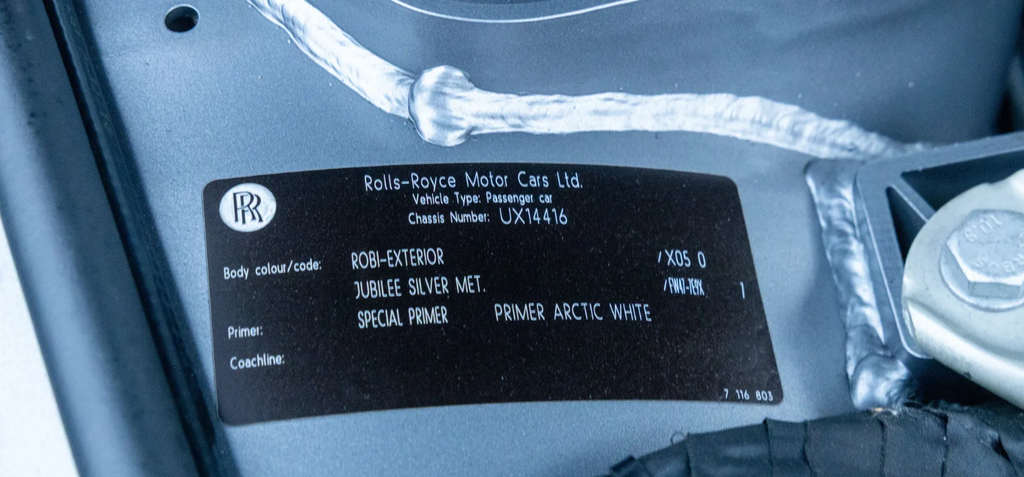 RR
Rolls-Royce Motor Cars Ltd.
Vehicle Type: Passenger car
Chassis Number: UX14416
Body colour/code: ROBI-EXTERIOR /X05 0
JUBILEE SILVER MET. 1
Primer: SPECIAL PRIMER PRIMER ARCTIC WHITE
Coachline:
7 116 803